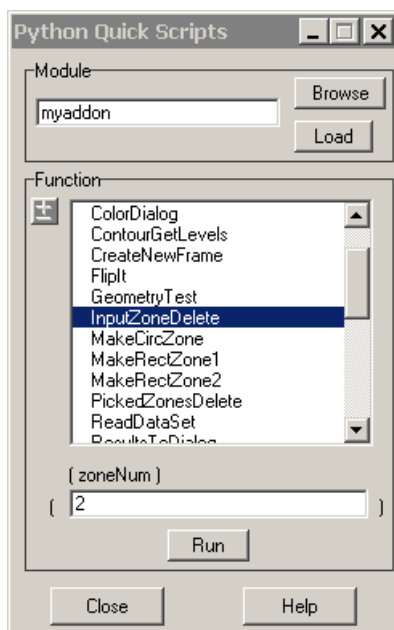 Python Quick Scripts
Module
Browse
myaddon
Load
Function
ColorDialog
ContourGetLevels
CreateNewFrame
FlipIt
GeometryTest
InputZoneDelete
MakeCircZone
MakeRectZone1
MakeRectZone2
PickedZonesDelete
ReadDataSet
ResultsToDialog
( zoneNum )
( 2 )
Run
Close Help